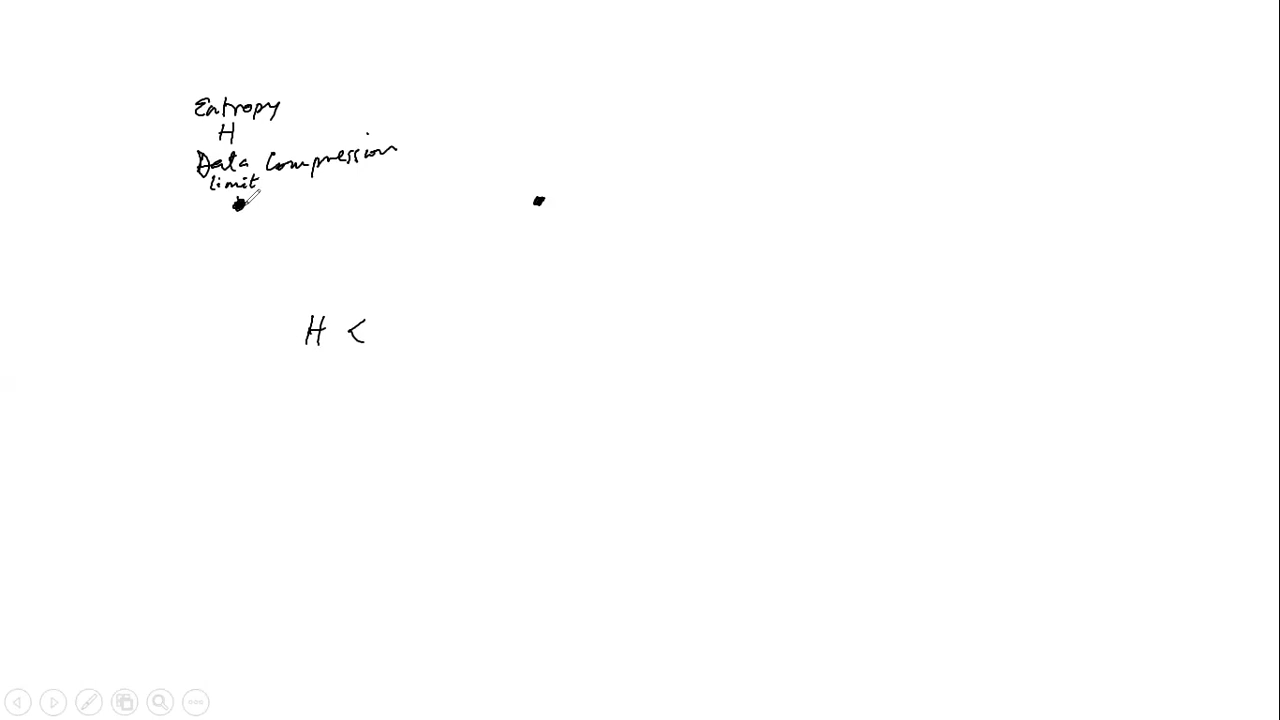 Entropy
H
Data Compression
limit
H <